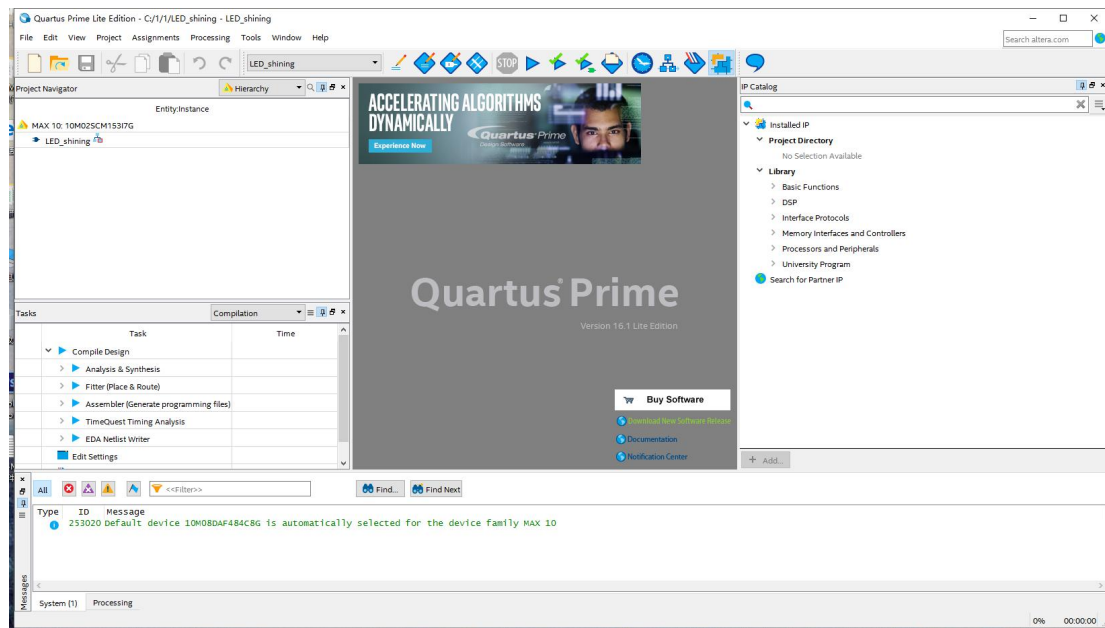 Quartus Prime Lite Edition - C:/1/1/LED_shining - LED_shining
File Edit View Project Assignments Processing Tools Window Help
Search altera.com
LED_shining
STOP
Project Navigator
Hierarchy
Entity:Instance
MAX 10: 10M02SCM153I7G
LED_shining
ACCELERATING ALGORITHMS
DYNAMICALLY
Quartus Prime
Design Software
Experience Now
Quartus Prime
Version 16.1 Lite Edition
Buy Software
Download New Software Release
Documentation
Notification Center
IP Catalog
Installed IP
Project Directory
No Selection Available
Library
Basic Functions
DSP
Interface Protocols
Memory Interfaces and Controllers
Processors and Peripherals
University Program
Search for Partner IP
+ Add...
Tasks
Compilation
Task Time
Compile Design
Analysis & Synthesis
Fitter (Place & Route)
Assembler (Generate programming files)
TimeQuest Timing Analysis
EDA Netlist Writer
Edit Settings
All
<<Filter>>
Find...
Find Next
Type ID Message
253020 Default device 10M08DAF484C8G is automatically selected for the device family MAX 10
Messages
System (1) Processing
0% 00:00:00